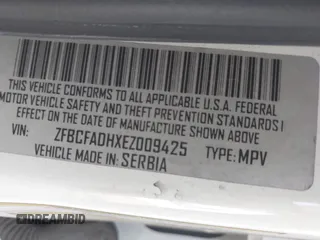 THIS VEHICLE CONFORMS TO ALL APPLICABLE U.S.A. FEDERAL
MOTOR VEHICLE SAFETY AND THEFT PREVENTION STANDARDS I
EFFECT ON THE DATE OF MANUFACTURE SHOWN ABOVE.
VIN: ZFBCFADHXEZ009425 TYPE: MPV
VEHICLE MADE IN SERBIA